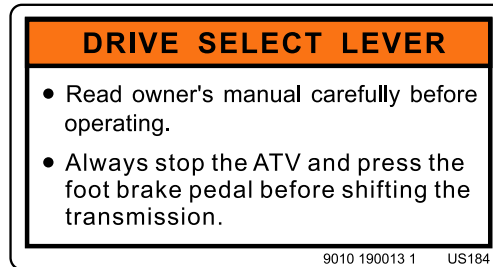 DRIVE SELECT LEVER
• Read owner's manual carefully before
operating.
• Always stop the ATV and press the
foot brake pedal before shifting the
transmission.
9010 190013 1 US184